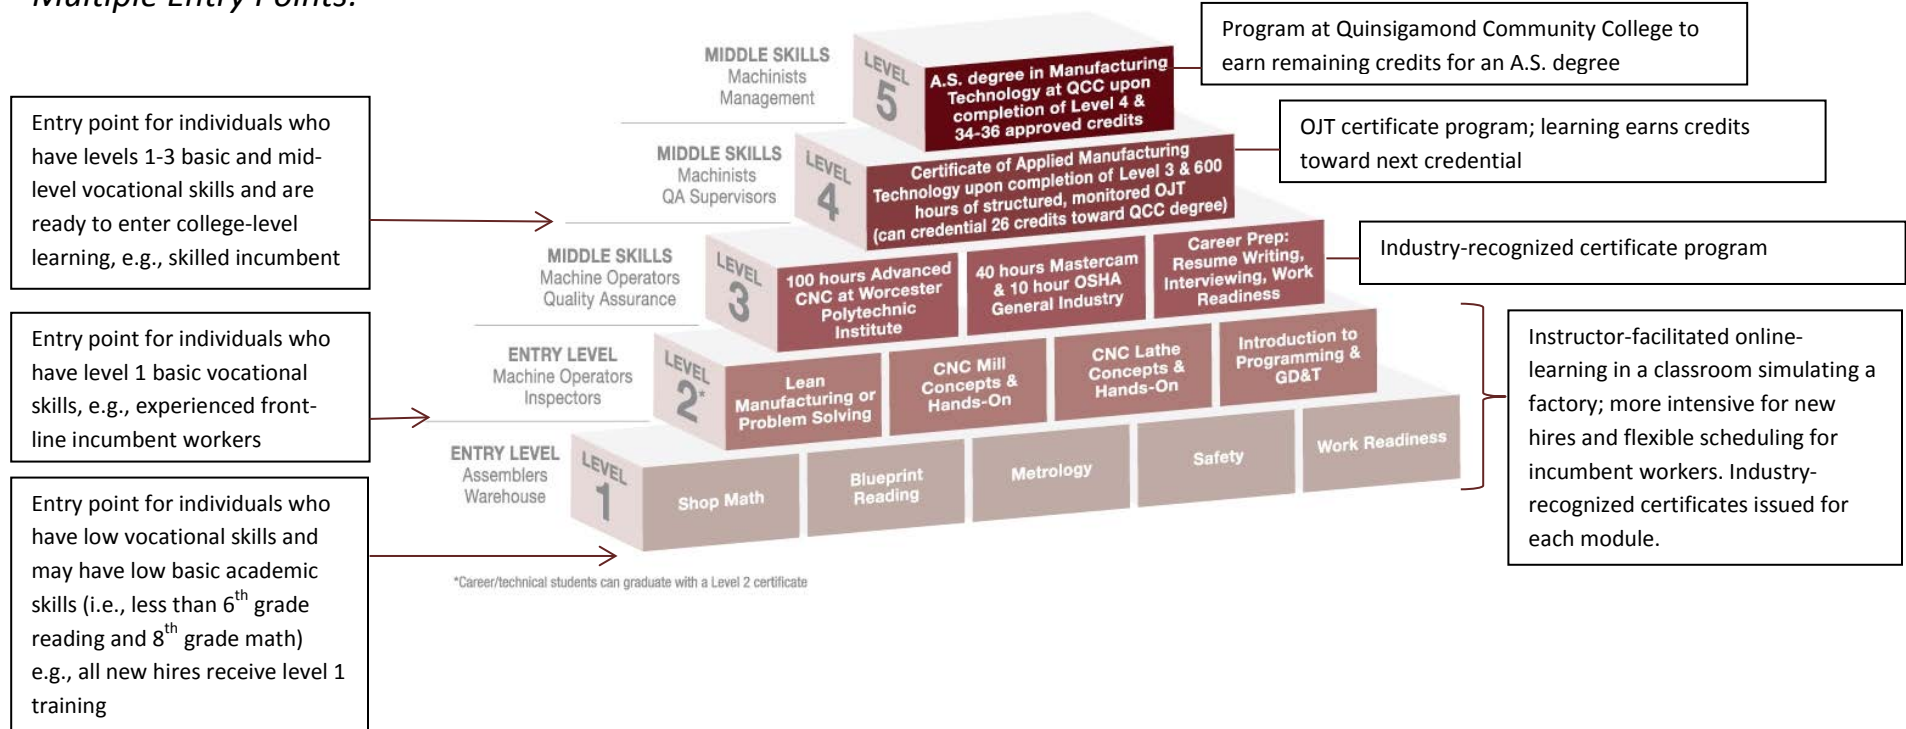 Multiple Entry Points:
Entry point for individuals who
have levels 1-3 basic and mid-
level vocational skills and are
ready to enter college-level
learning, e.g., skilled incumbent
Entry point for individuals who
have level 1 basic vocational
skills, e.g., experienced front-
line incumbent workers
Entry point for individuals who
have low vocational skills and
may have low basic academic
skills (i.e., less than 6th grade
reading and 8th grade math)
e.g., all new hires receive level 1
training
MIDDLE SKILLS
Machinists
Management
LEVEL
5
A.S. degree in Manufacturing
Technology at QCC upon
completion of Level 4 &
34-36 approved credits
MIDDLE SKILLS
Machinists
QA Supervisors
LEVEL
4
Certificate of Applied Manufacturing
Technology upon completion of Level 3 & 600
hours of structured, monitored OJT
(can credential 26 credits toward QCC degree)
MIDDLE SKILLS
Machine Operators
Quality Assurance
LEVEL
3
100 hours Advanced
CNC at Worcester
Polytechnic
Institute
40 hours Mastercam
& 10 hour OSHA
General Industry
Career Prep:
Resume Writing,
Interviewing, Work
Readiness
ENTRY LEVEL
Machine Operators
Inspectors
LEVEL
2*
Lean
Manufacturing or
Problem Solving
CNC Mill
Concepts &
Hands-On
CNC Lathe
Concepts &
Hands-On
Introduction to
Programming &
GD&T
ENTRY LEVEL
Assemblers
Warehouse
LEVEL
1
Shop Math
Blueprint
Reading
Metrology
Safety
Work Readiness
*Career/technical students can graduate with a Level 2 certificate
Program at Quinsigamond Community College to
earn remaining credits for an A.S. degree
OJT certificate program; learning earns credits
toward next credential
Industry-recognized certificate program
Instructor-facilitated online-
learning in a classroom simulating a
factory; more intensive for new
hires and flexible scheduling for
incumbent workers. Industry-
recognized certificates issued for
each module.